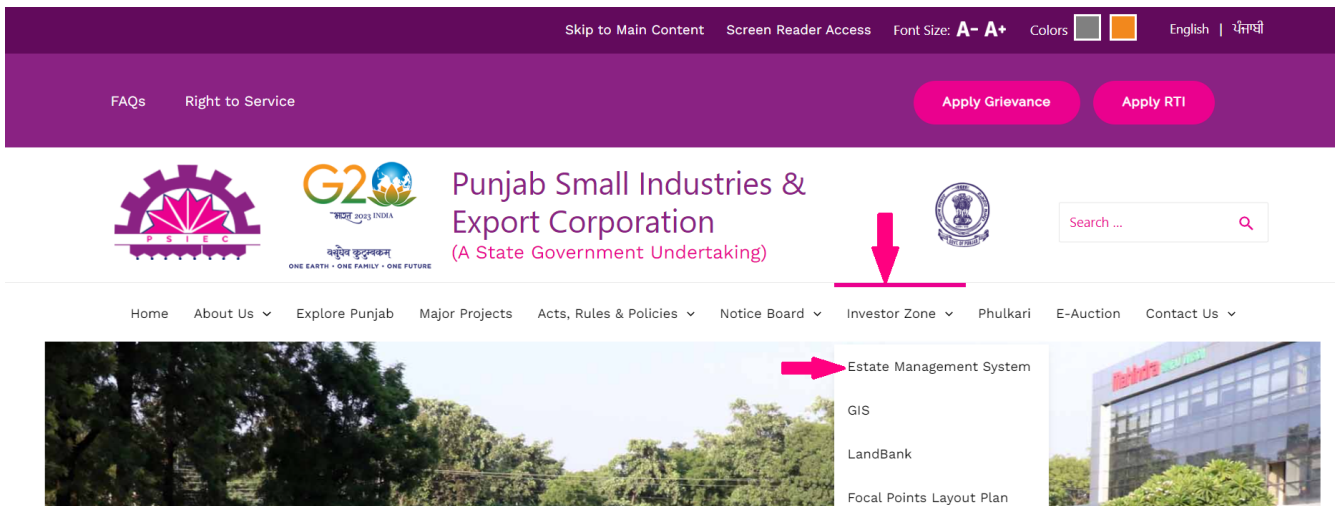 Skip to Main Content Screen Reader Access Font Size: A- A+ Colors English | ਪੰਜਾਬੀ
FAQs Right to Service Apply Grievance Apply RTI
PSIEC
G20
भारत 2023 INDIA
वसुधैव कुटुम्बकम्
ONE EARTH • ONE FAMILY • ONE FUTURE
Punjab Small Industries &
Export Corporation
(A State Government Undertaking)
GOVT. OF PUNJAB
Search ...
Home About Us Explore Punjab Major Projects Acts, Rules & Policies Notice Board Investor Zone Phulkari E-Auction Contact Us
Estate Management System
GIS
LandBank
Focal Points Layout Plan
Mahindra